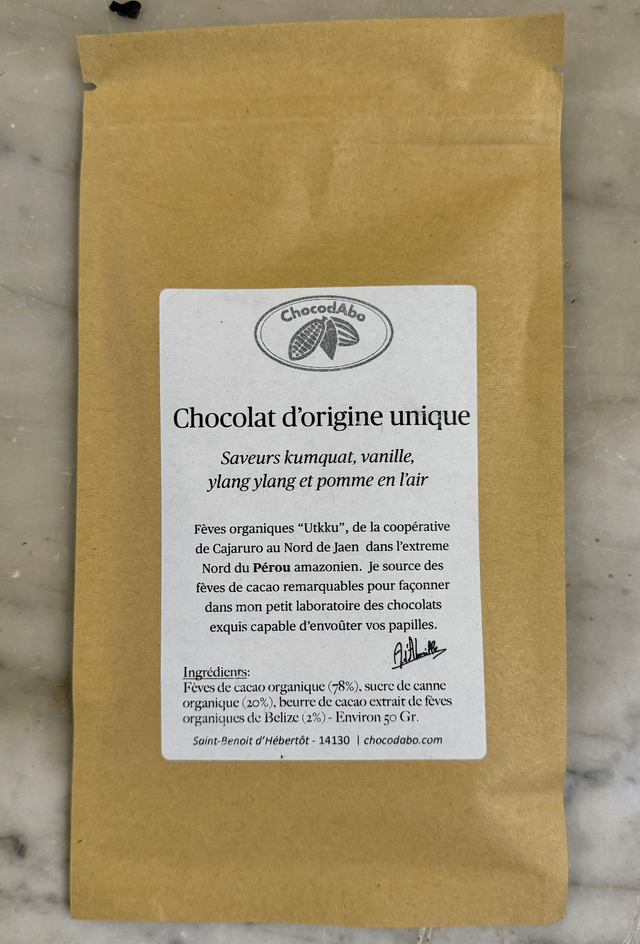 ChocodAbo
Chocolat d'origine unique
Saveurs kumquat, vanille,
ylang ylang et pomme en l'air
Fèves organiques "Utkku", de la coopérative
de Cajaruro au Nord de Jaen dans l'extreme
Nord du Pérou amazonien. Je source des
fèves de cacao remarquables pour façonner
dans mon petit laboratoire des chocolats
exquis capable d'envoûter vos papilles.
Ingrédienrs:
Fèves de cacao organique (78%), sucre de canne
organique (20%), beurre de cacao extrait de fèves
organiques de Belize (2%) - Environ 50 Gr.
Saint-Benoit d'Hébertôt - 14130 | chocodabo.com